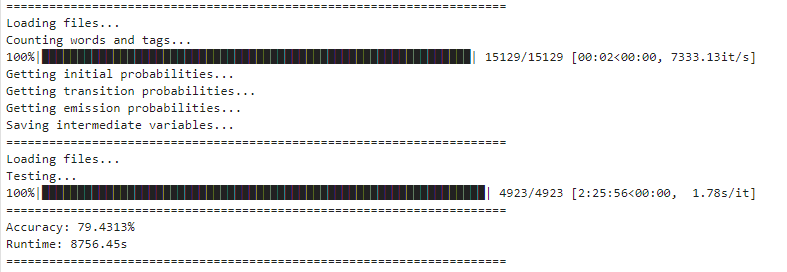 ======================================================================
Loading files...
Counting words and tags...
100%|██████████████████████████████████████████████████████████████| 15129/15129 [00:02<00:00, 7333.13it/s]
Getting initial probabilities...
Getting transition probabilities...
Getting emission probabilities...
Saving intermediate variables...
======================================================================
Loading files...
Testing...
100%|████████████████████████████████████████████████████████████████| 4923/4923 [2:25:56<00:00,  1.78s/it]
======================================================================
Accuracy: 79.4313%
Runtime: 8756.45s
======================================================================